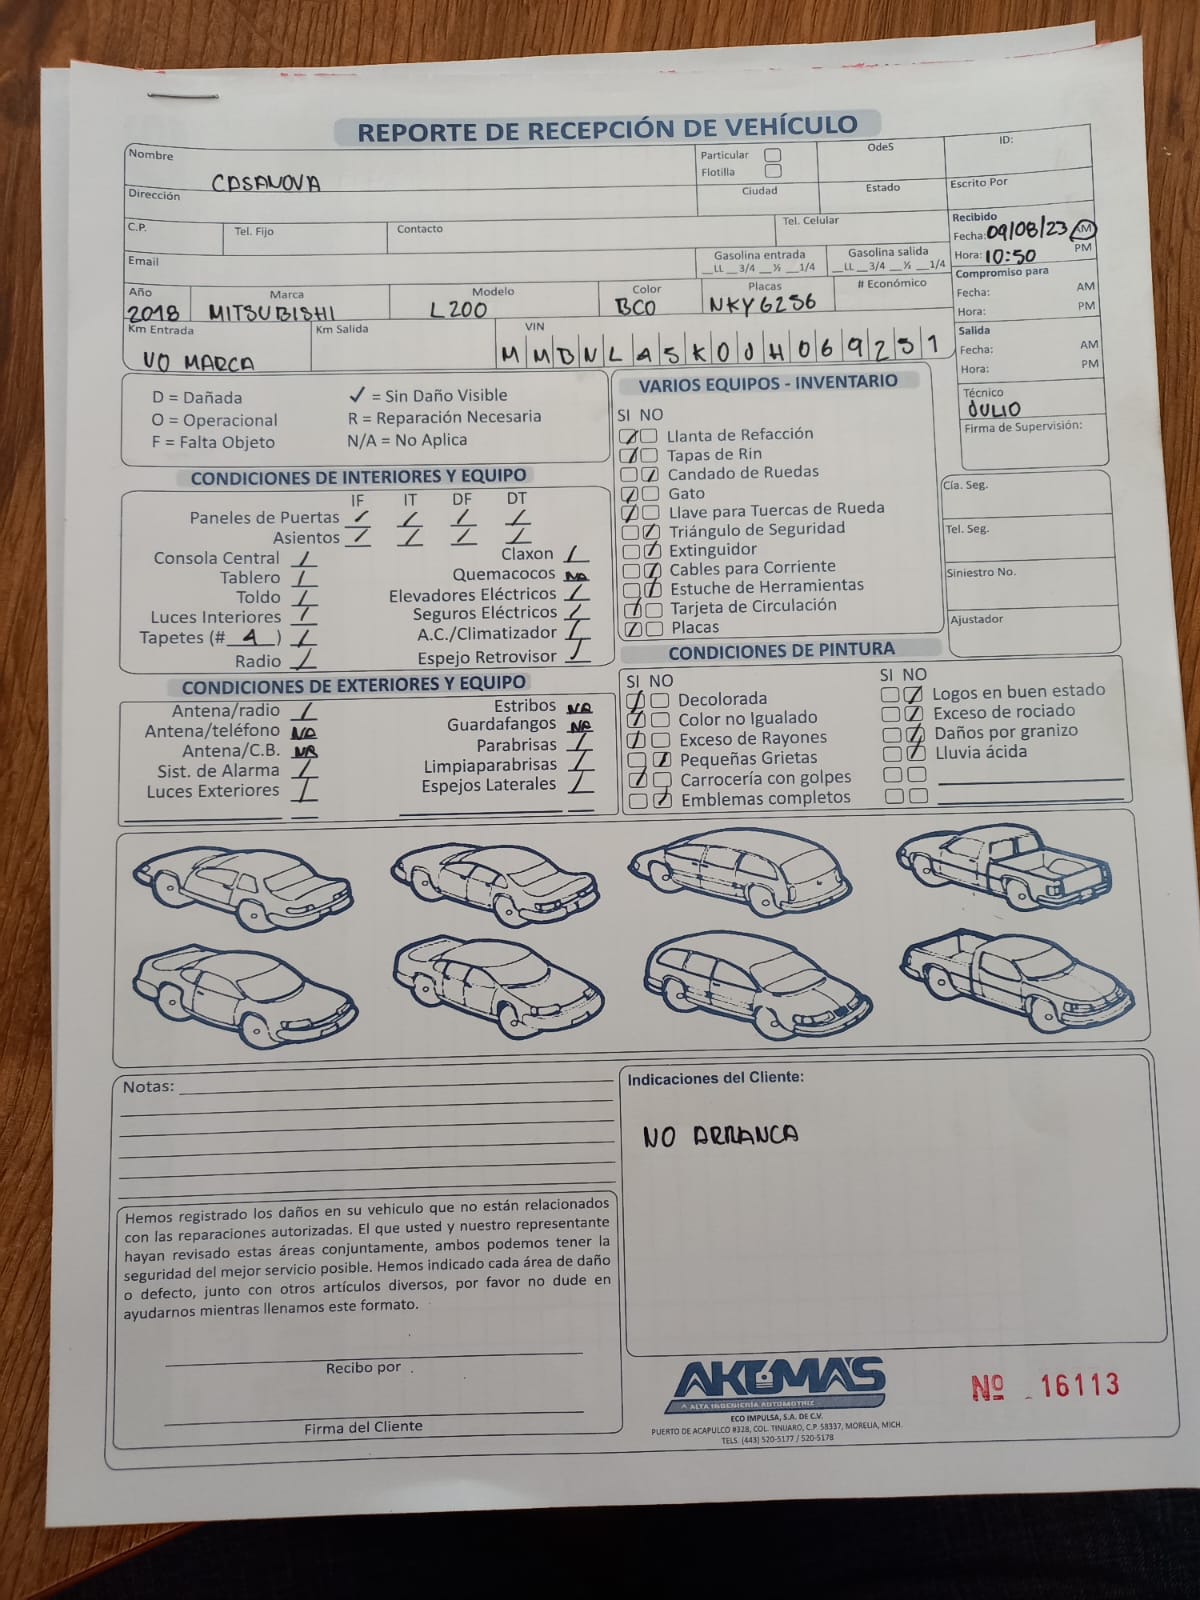 REPORTE DE RECEPCIÓN DE VEHÍCULO
Nombre
CASANOVA
Particular
Flotilla
OdeS
ID:
Dirección
Ciudad
Estado
Escrito Por
C.P.
Tel. Fijo
Contacto
Tel. Celular
Recibido
Fecha: 09/08/23 AM
Hora: 10:50 PM
Email
Gasolina entrada
__LL __3/4 __½ __1/4
Gasolina salida
__LL __3/4 __½ __1/4
Compromiso para
Fecha: AM
Hora: PM
Año
2018
Marca
MITSUBISHI
Modelo
L200
Color
BCO
Placas
NKY6256
# Económico
Km Entrada
NO MARCA
Km Salida
VIN
MMBNLA5K0JH069251
Salida
Fecha: AM
Hora: PM
Técnico
JULIO
Firma de Supervisión:
D = Dañada
O = Operacional
F = Falta Objeto
✓ = Sin Daño Visible
R = Reparación Necesaria
N/A = No Aplica
CONDICIONES DE INTERIORES Y EQUIPO
IF IT DF DT
Paneles de Puertas
Asientos
Consola Central
Tablero
Toldo
Luces Interiores
Tapetes (# 4 )
Radio
Claxon
Quemacocos NA
Elevadores Eléctricos
Seguros Eléctricos
A.C./Climatizador
Espejo Retrovisor
VARIOS EQUIPOS - INVENTARIO
SI NO
Llanta de Refacción
Tapas de Rin
Candado de Ruedas
Gato
Llave para Tuercas de Rueda
Triángulo de Seguridad
Extinguidor
Cables para Corriente
Estuche de Herramientas
Tarjeta de Circulación
Placas
Cía. Seg.
Tel. Seg.
Siniestro No.
Ajustador
CONDICIONES DE EXTERIORES Y EQUIPO
Antena/radio
Antena/teléfono NA
Antena/C.B. NA
Sist. de Alarma
Luces Exteriores
Estribos NA
Guardafangos NA
Parabrisas
Limpiaparabrisas
Espejos Laterales
CONDICIONES DE PINTURA
SI NO
Decolorada
Color no Igualado
Exceso de Rayones
Pequeñas Grietas
Carrocería con golpes
Emblemas completos
SI NO
Logos en buen estado
Exceso de rociado
Daños por granizo
Lluvia ácida
Notas:
Indicaciones del Cliente:
NO ARRANCA
Hemos registrado los daños en su vehiculo que no están relacionados
con las reparaciones autorizadas. El que usted y nuestro representante
hayan revisado estas áreas conjuntamente, ambos podemos tener la
seguridad del mejor servicio posible. Hemos indicado cada área de daño
o defecto, junto con otros artículos diversos, por favor no dude en
ayudarnos mientras llenamos este formato.
Recibo por
Firma del Cliente
AKUMA'S
ALTA INGENIERÍA AUTOMOTRIZ
ECO IMPULSA, S.A. DE C.V.
PUERTO DE ACAPULCO #328, COL. TINIJARO, C.P. 58337, MORELIA, MICH.
TELS. (443) 520-5177 / 520-5178
Nº 16113